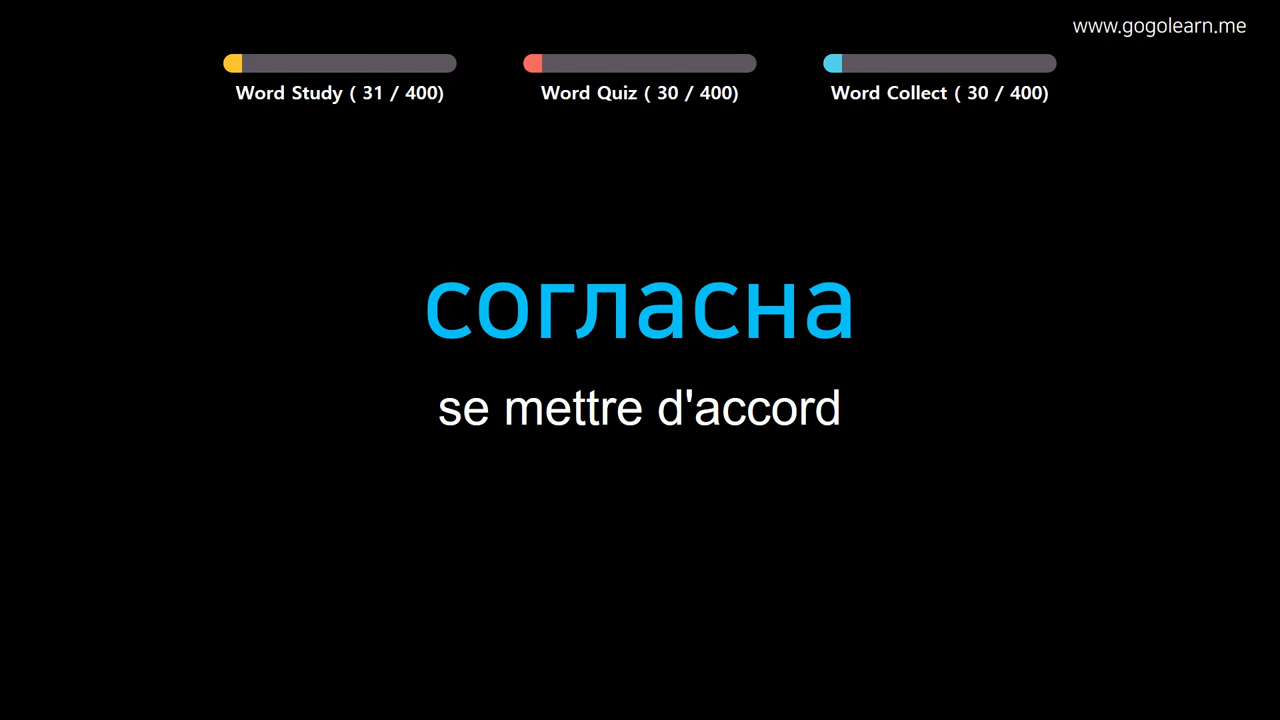 www.gogolearn.me
Word Study ( 31 / 400)
Word Quiz ( 30 / 400)
Word Collect ( 30 / 400)
согласна
se mettre d'accord